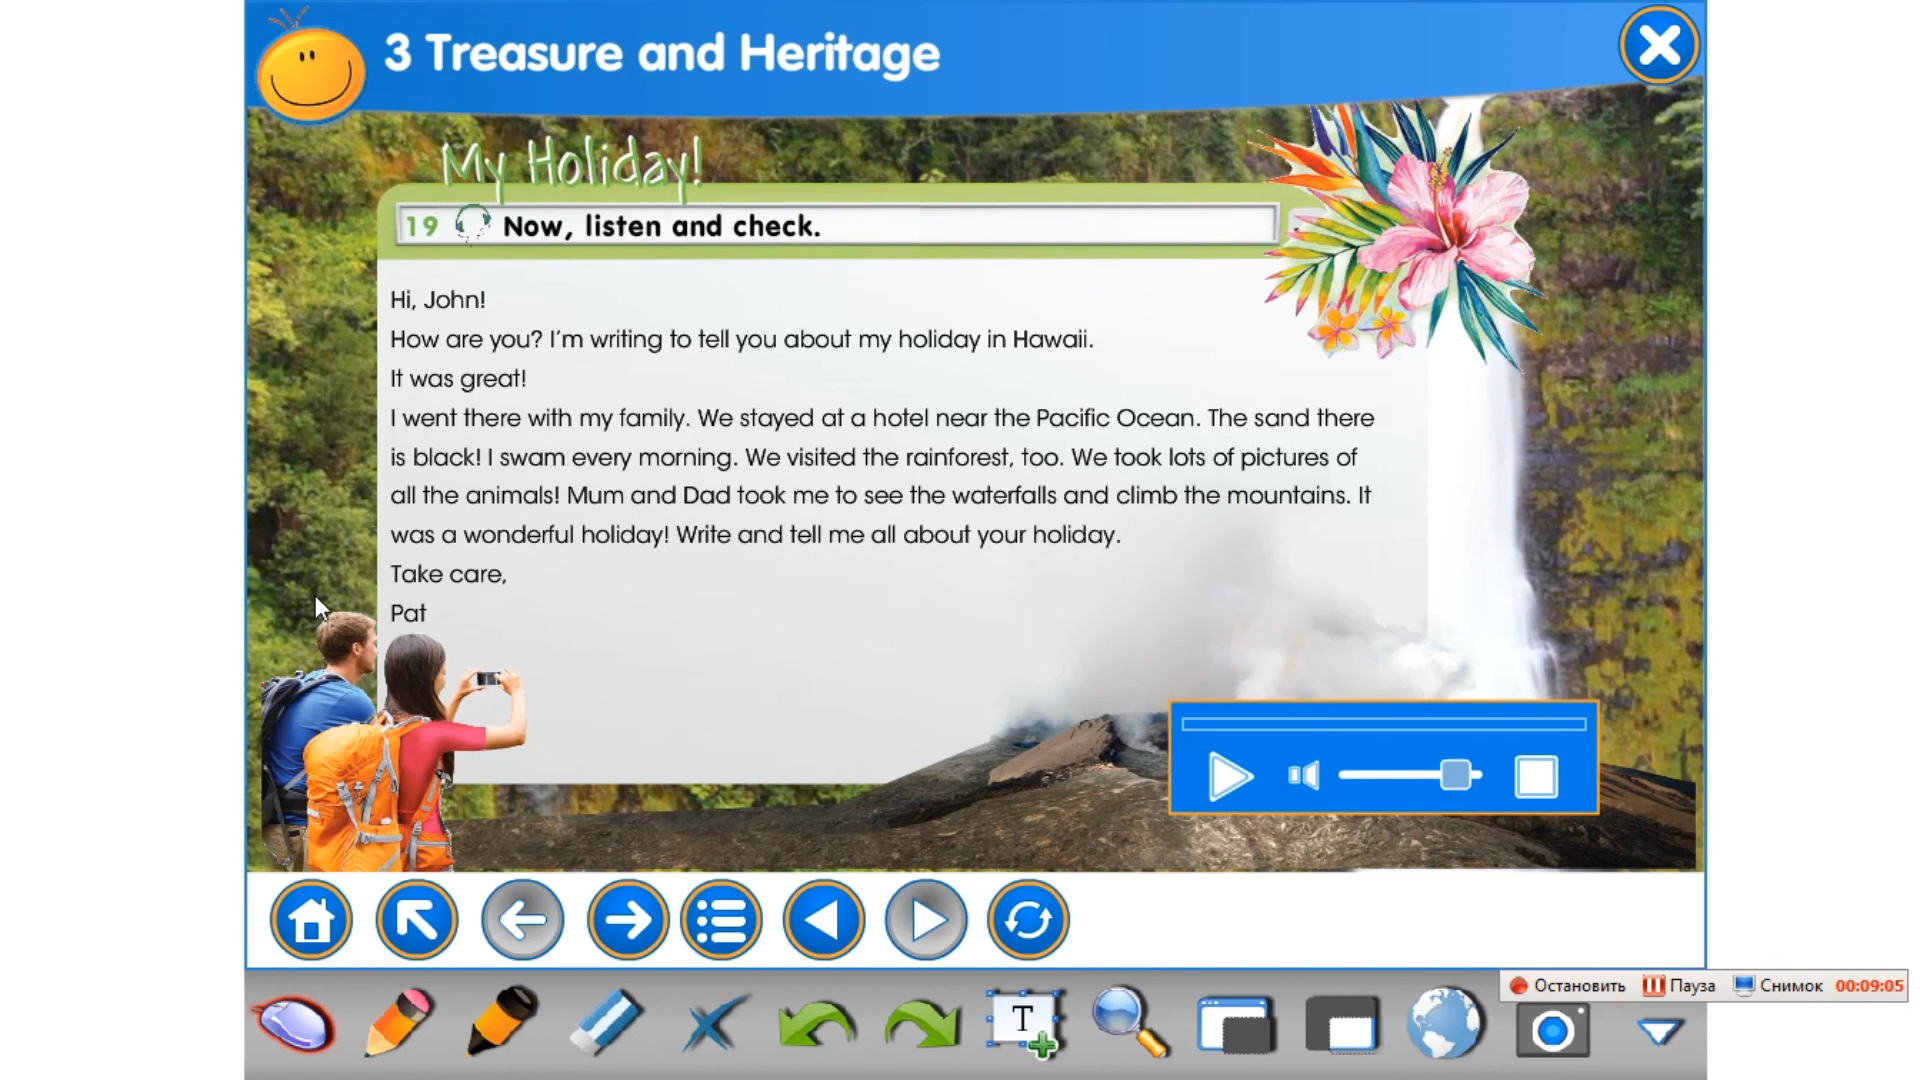 3 Treasure and Heritage
My Holiday!
19 Now, listen and check.
Hi, John!
How are you? I'm writing to tell you about my holiday in Hawaii.
It was great!
I went there with my family. We stayed at a hotel near the Pacific Ocean. The sand there
is black! I swam every morning. We visited the rainforest, too. We took lots of pictures of
all the animals! Mum and Dad took me to see the waterfalls and climb the mountains. It
was a wonderful holiday! Write and tell me all about your holiday.
Take care,
Pat
Остановить Пауза Снимок 00:09:05
T